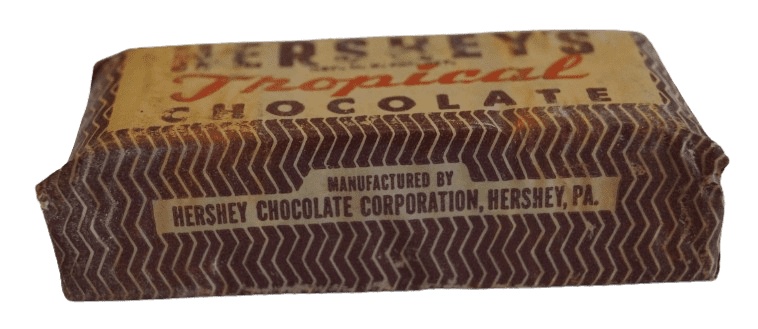 HERSHEY'S
Tropical
CHOCOLATE
MANUFACTURED BY
HERSHEY CHOCOLATE CORPORATION, HERSHEY, PA.